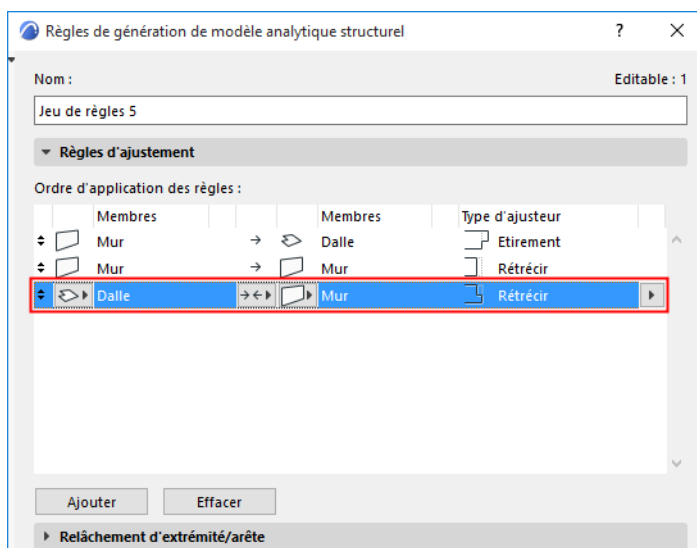 Règles de génération de modèle analytique structurel ?
Nom : Editable : 1
Jeu de règles 5
Règles d'ajustement
Ordre d'application des règles :
Membres Membres Type d'ajusteur
Mur → Dalle Etirement
Mur → Mur Rétrécir
Dalle →← Mur Rétrécir
Ajouter Effacer
Relâchement d'extrémité/arête